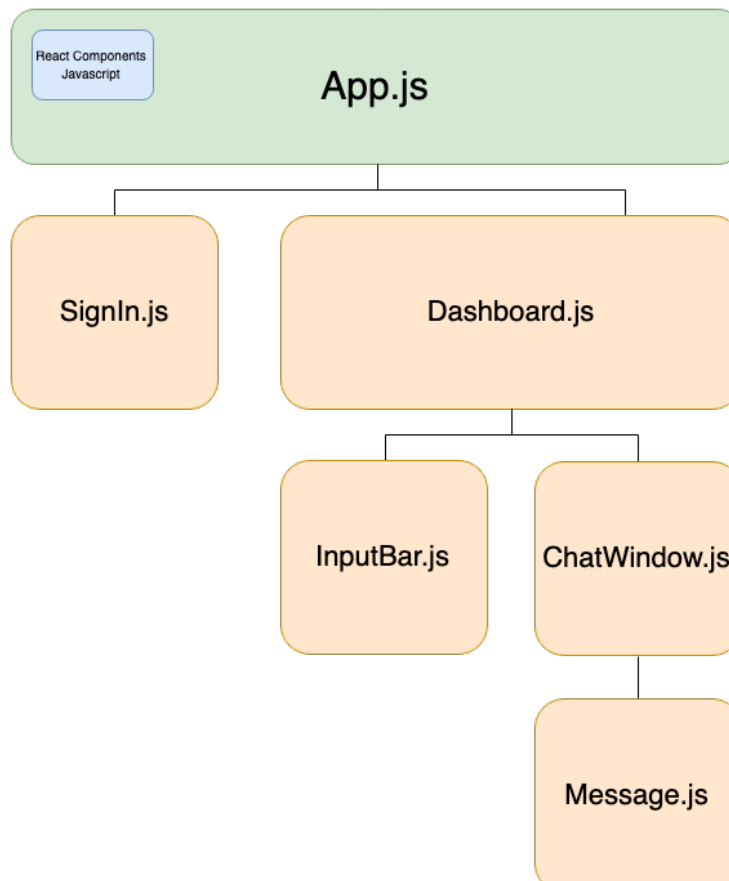 React Components
Javascript
App.js
SignIn.js
Dashboard.js
InputBar.js
ChatWindow.js
Message.js